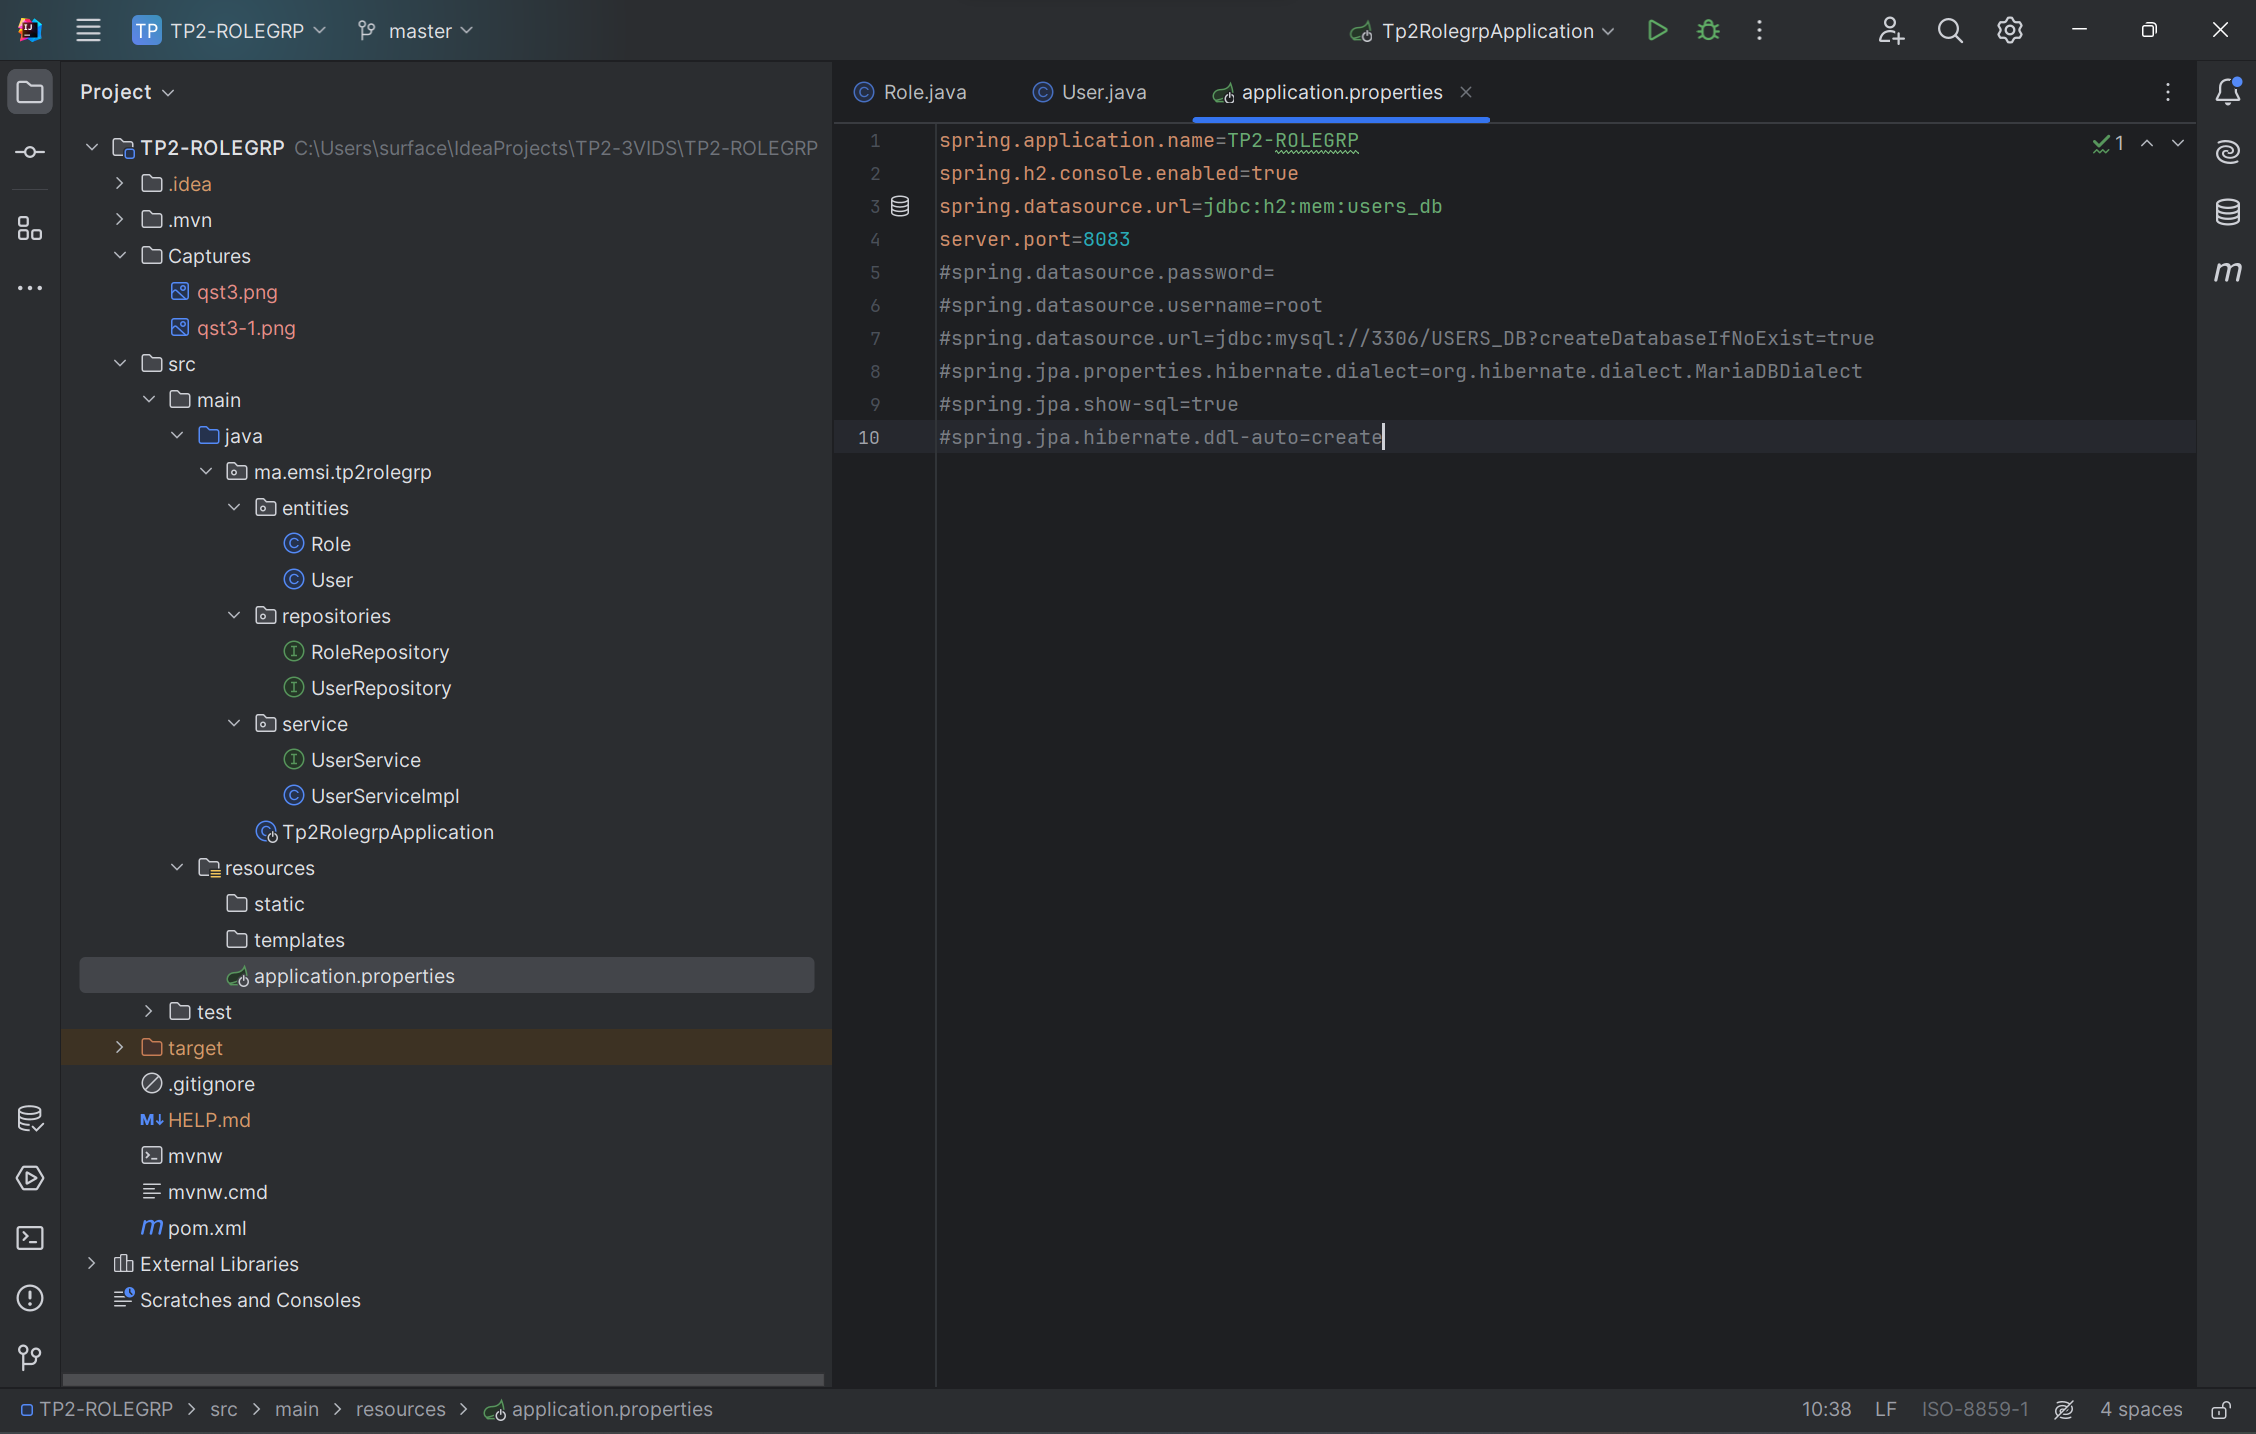 TP TP2-ROLEGRP master Tp2RolegrpApplication
Project
Role.java User.java application.properties
TP2-ROLEGRP C:\Users\surface\IdeaProjects\TP2-3VIDS\TP2-ROLEGRP
.idea
.mvn
Captures
qst3.png
qst3-1.png
src
main
java
ma.emsi.tp2rolegrp
entities
Role
User
repositories
RoleRepository
UserRepository
service
UserService
UserServiceImpl
Tp2RolegrpApplication
resources
static
templates
application.properties
test
target
.gitignore
HELP.md
mvnw
mvnw.cmd
m pom.xml
External Libraries
Scratches and Consoles
1 spring.application.name=TP2-ROLEGRP
2 spring.h2.console.enabled=true
3 spring.datasource.url=jdbc:h2:mem:users_db
4 server.port=8083
5 #spring.datasource.password=
6 #spring.datasource.username=root
7 #spring.datasource.url=jdbc:mysql://3306/USERS_DB?createDatabaseIfNoExist=true
8 #spring.jpa.properties.hibernate.dialect=org.hibernate.dialect.MariaDBDialect
9 #spring.jpa.show-sql=true
10 #spring.jpa.hibernate.ddl-auto=create
1
m
TP2-ROLEGRP > src > main > resources > application.properties
10:38 LF ISO-8859-1 4 spaces